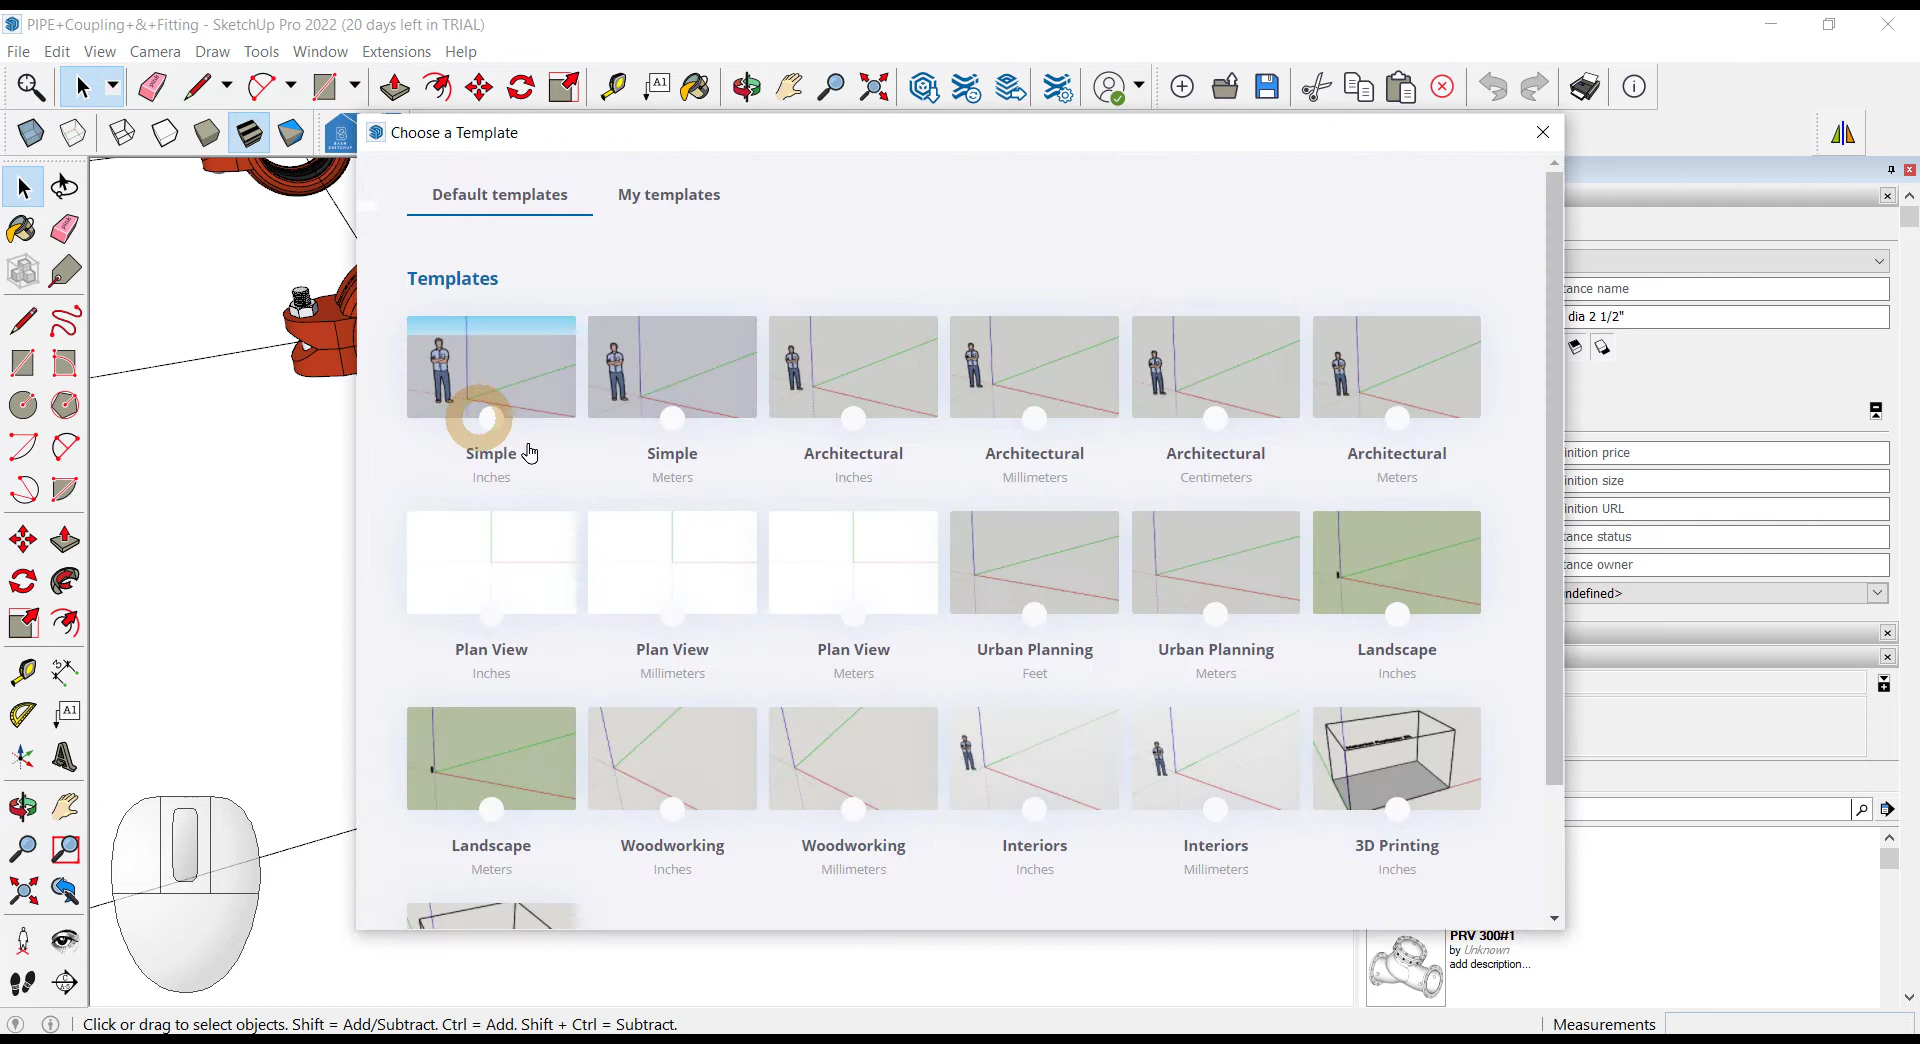 PIPE+Coupling+&+Fitting - SketchUp Pro 2022 (20 days left in TRIAL)
File Edit View Camera Draw Tools Window Extensions Help
A1
Choose a Template
Default templates My templates
Templates
tance name
dia 2 1/2"
Simple Simple Architectural Architectural Architectural Architectural
Inches Meters Inches Millimeters Centimeters Meters
inition price
inition size
inition URL
tance status
tance owner
ndefined>
Plan View Plan View Plan View Urban Planning Urban Planning Landscape
Inches Millimeters Meters Feet Meters Inches
A1
Landscape Woodworking Woodworking Interiors Interiors 3D Printing
Meters Inches Millimeters Inches Millimeters Inches
PRV 300#1
by Unknown
add description...
Click or drag to select objects. Shift = Add/Subtract. Ctrl = Add. Shift + Ctrl = Subtract.
Measurements